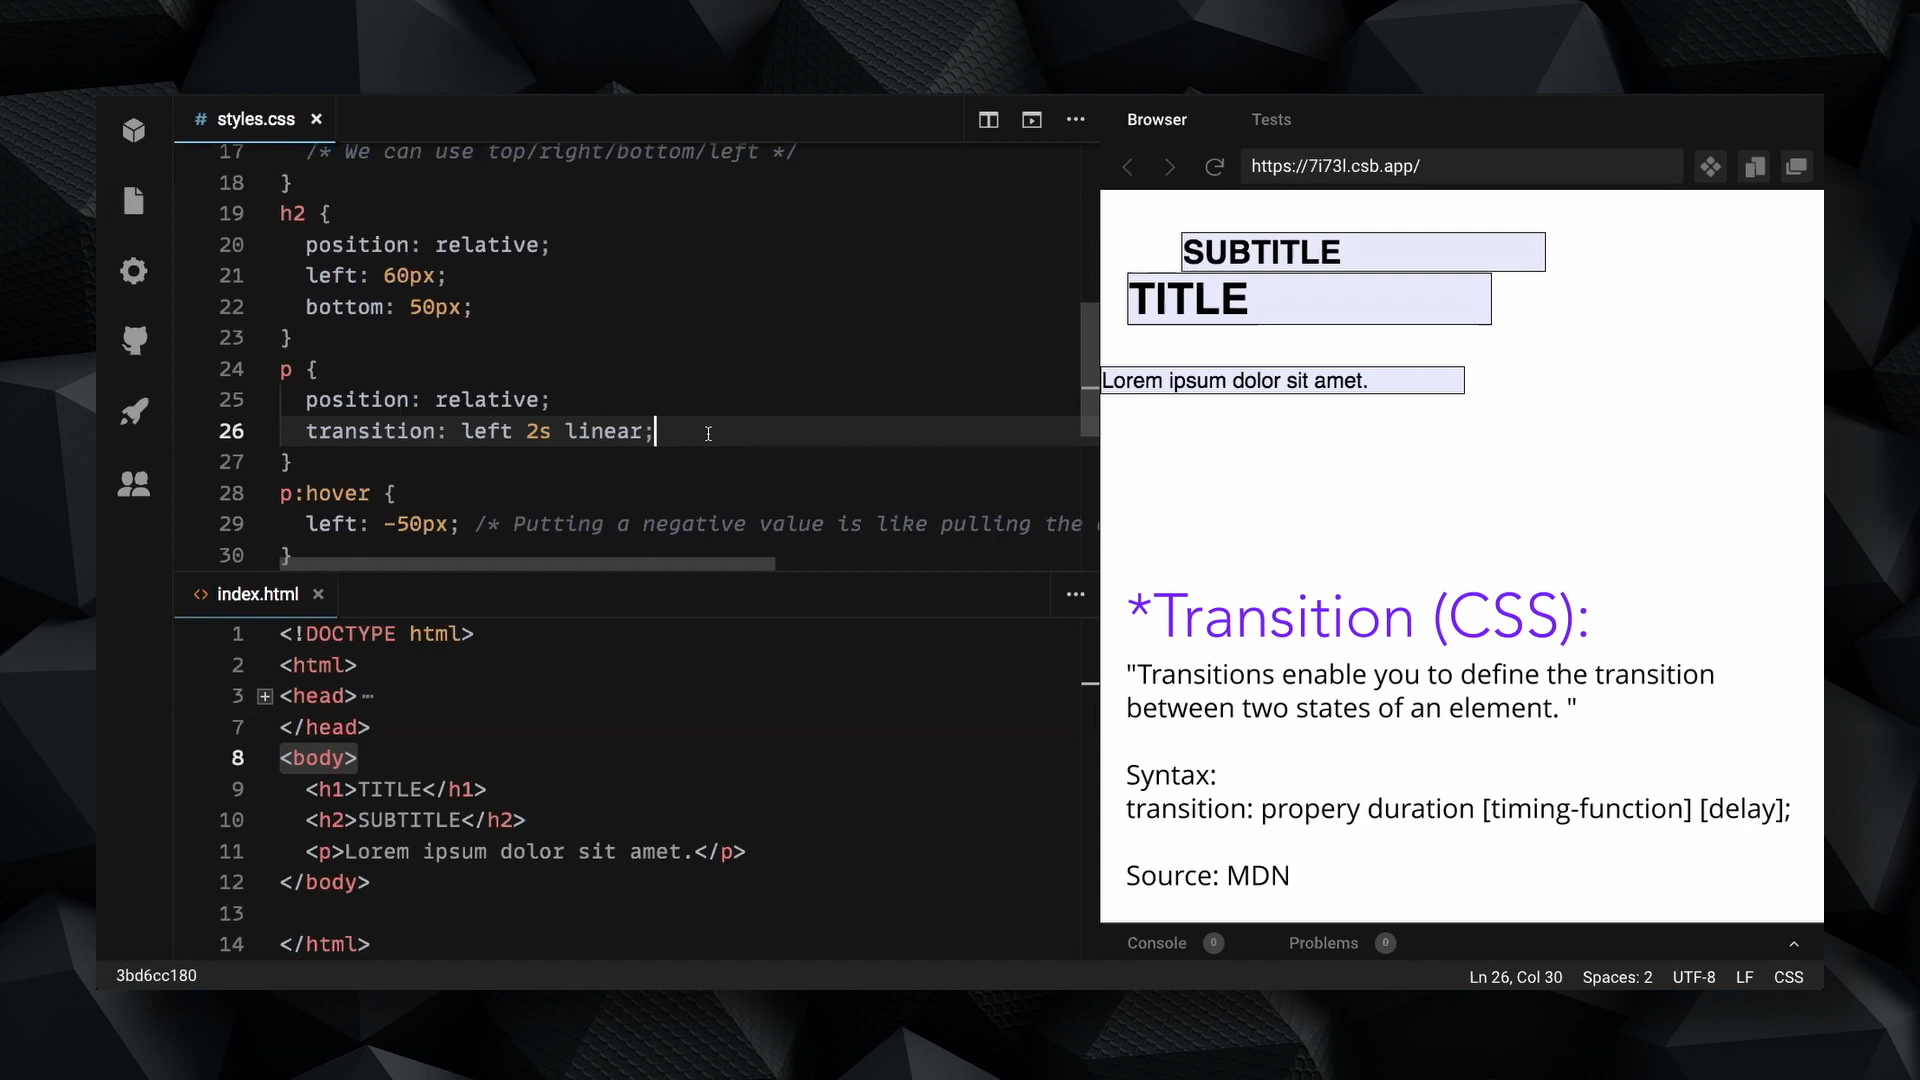 # styles.css ×
17 /* We can use top/right/bottom/left */
18 }
19 h2 {
20 position: relative;
21 left: 60px;
22 bottom: 50px;
23 }
24 p {
25 position: relative;
26 transition: left 2s linear;
27 }
28 p:hover {
29 left: -50px; /* Putting a negative value is like pulling the
30 }
<> index.html ×
1 <!DOCTYPE html>
2 <html>
3 <head>
7 </head>
8 <body>
9 <h1>TITLE</h1>
10 <h2>SUBTITLE</h2>
11 <p>Lorem ipsum dolor sit amet.</p>
12 </body>
13
14 </html>
3bd6cc180
Browser Tests
https://7i73l.csb.app/
SUBTITLE
TITLE
Lorem ipsum dolor sit amet.
*Transition (CSS):
"Transitions enable you to define the transition
between two states of an element. "
Syntax:
transition: propery duration [timing-function] [delay];
Source: MDN
Console 0 Problems 0
Ln 26, Col 30 Spaces: 2 UTF-8 LF CSS